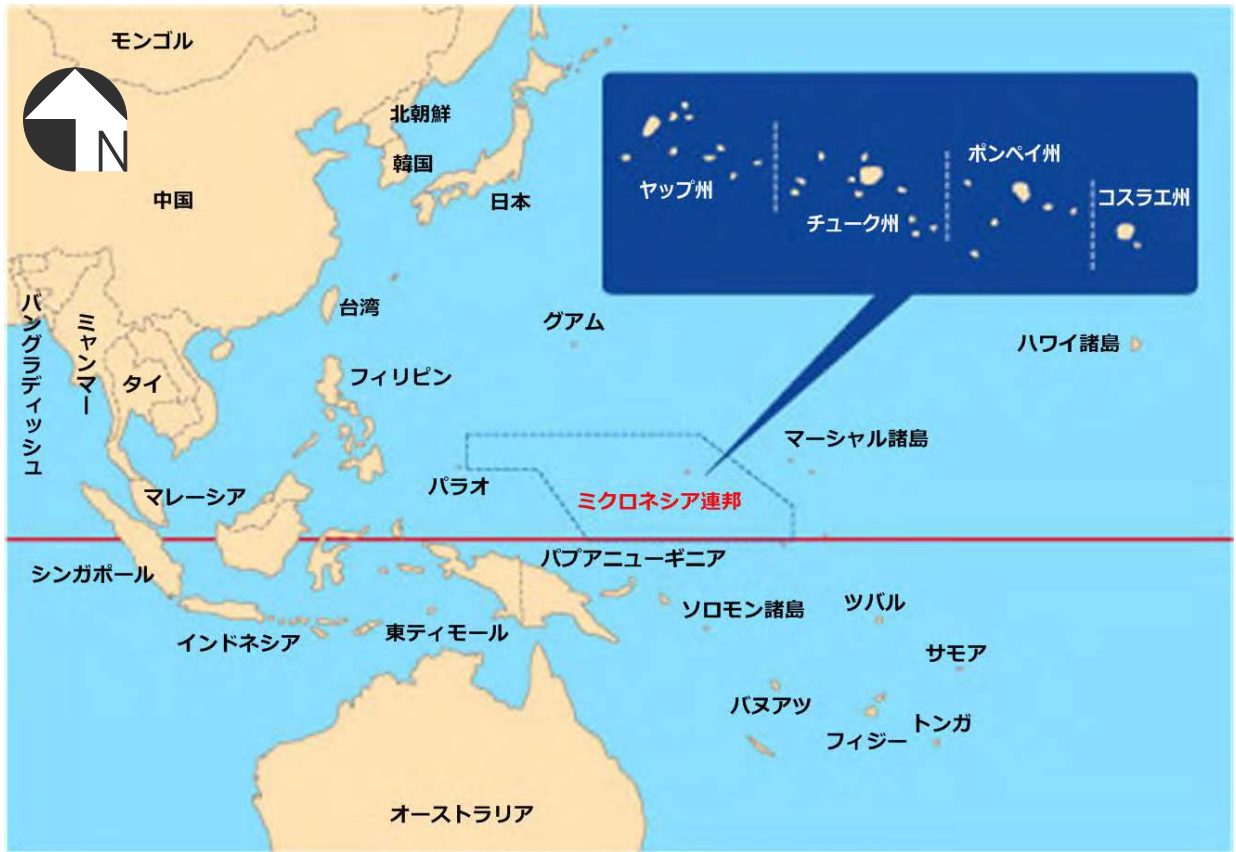 モンゴル
N
北朝鮮
韓国
中国
日本
ヤップ州
チューク州
ポンペイ州
コスラエ州
バングラディッシュ
ミャンマー
タイ
台湾
グアム
ハワイ諸島
フィリピン
マーシャル諸島
パラオ
マレーシア
ミクロネシア連邦
シンガポール
パプアニューギニア
ソロモン諸島
ツバル
インドネシア
東ティモール
サモア
バヌアツ
フィジー
トンガ
オーストラリア